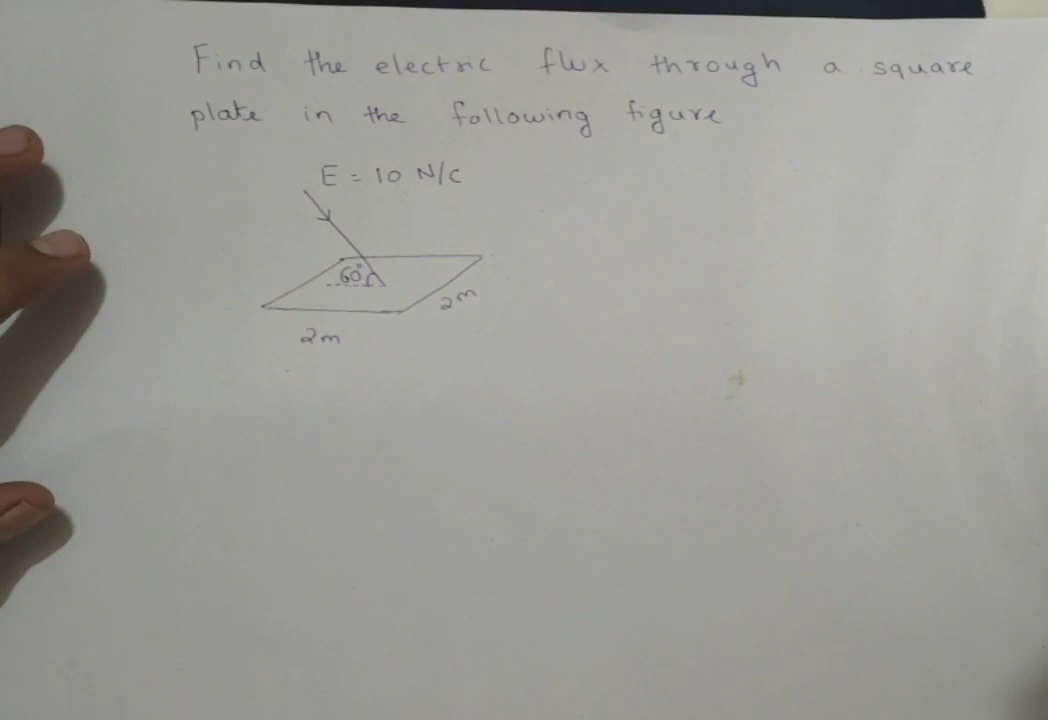 Find the electric flux through a square
plate in the following figure
E = 10 N/C
60°
2m
2m